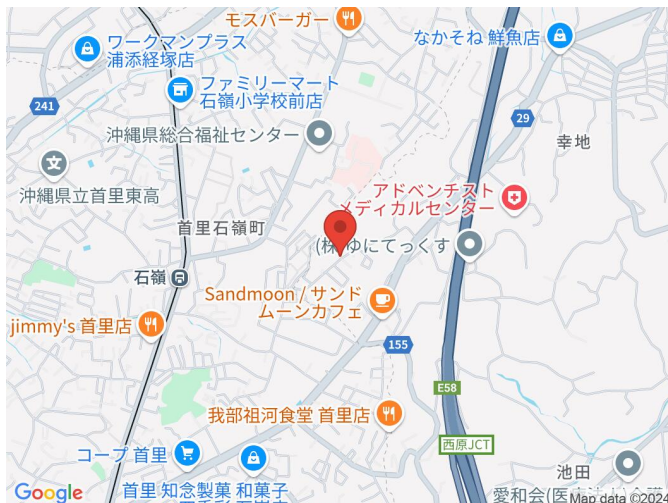 モスバーガー
ワークマンプラス
浦添経塚店
なかそね 鮮魚店
ファミリーマート
石嶺小学校前店
241
29
沖縄県総合福祉センター
幸地
沖縄県立首里東高
アドベンチスト
メディカルセンター
首里石嶺町
(株)ゆにてっくす
石嶺
Sandmoon / サンド
ムーンカフェ
jimmy's 首里店
155
E58
我部祖河食堂 首里店
西原JCT
コープ 首里
池田
首里 知念製菓 和菓子
愛和会(医
Google
Map data ©2024